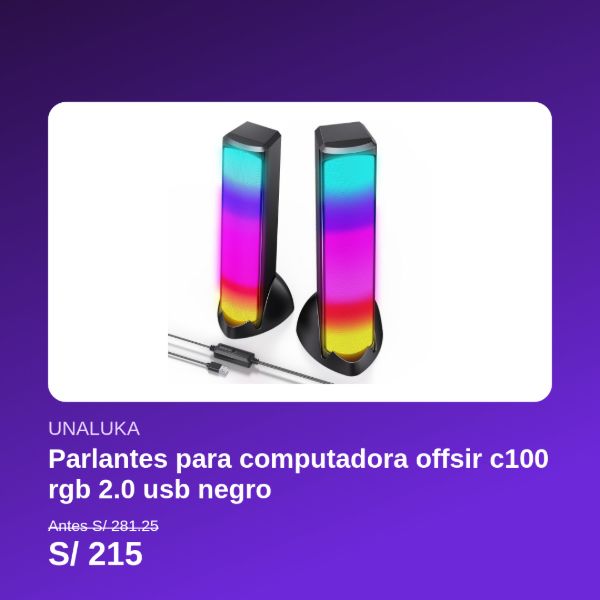 UNALUKA
Parlantes para computadora offsir c100
rgb 2.0 usb negro
Antes S/ 281.25
S/ 215